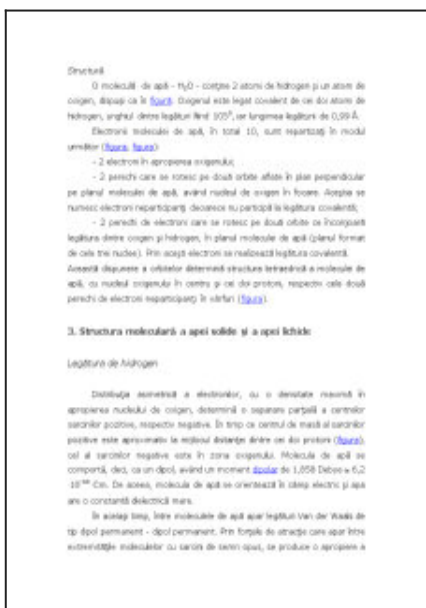 Structură
O moleculă de apă - H₂O - conţine 2 atomi de hidrogen şi un atom de
oxigen, dispuşi ca în figură. Oxigenul este legat covalent de cei doi atomi de
hidrogen, unghiul dintre legături fiind 105⁰, iar lungimea legăturii de 0,99 Å.
Electronii moleculei de apă, în total 10, sunt repartizaţi în modul
următor (figura, figura):
- 2 electroni în apropierea oxigenului;
- 2 perechi care se rotesc pe două orbite aflate în plan perpendicular
pe planul moleculei de apă, având nucleul de oxigen în focare. Aceştia se
numesc electroni neparticipanţi deoarece nu participă la legătura covalentă;
- 2 perechi de electroni care se rotesc pe două orbite ce înconjoară
legătura dintre oxigen şi hidrogen, în planul moleculei de apă (planul format
de cele trei nuclee). Prin aceşti electroni se realizează legătura covalentă.
Această dispunere a orbitelor determină structura tetraedrică a moleculei de
apă, cu nucleul oxigenului în centru şi cei doi protoni, respectiv cele două
perechi de electroni neparticipanţi în vârfuri (figura).
3. Structura moleculară a apei solide şi a apei lichide
Legătura de hidrogen
Distribuţia asimetrică a electronilor, cu o densitate maximă în
apropierea nucleului de oxigen, determină o separare parţială a centrelor
sarcinilor pozitive, respectiv negative. În timp ce centrul de masă al sarcinilor
pozitive este aproximativ la mijlocul distanţei dintre cei doi protoni (figura),
cel al sarcinilor negative este în zona oxigenului. Molecula de apă se
comportă, deci, ca un dipol, având un moment dipolar de 1,858 Debye = 6,2
Cm. De aceea, molecula de apă se orientează în câmp electric şi apa
are o constantă dielectrică mare.
În acelaşi timp, între moleculele de apă apar legături Van der Waals de
tip dipol permanent - dipol permanent. Prin forţele de atracţie care apar între
extremităţile moleculelor cu sarcini de semn opus, se produce o apropiere a